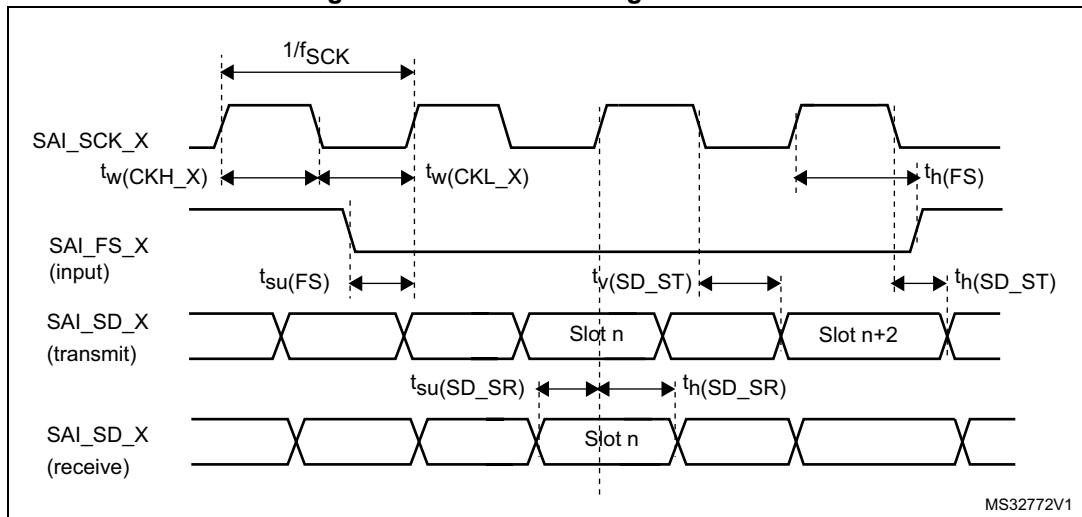 1/fSCK
SAI_SCK_X
tw(CKH_X)
tw(CKL_X)
th(FS)
SAI_FS_X
(input)
tsu(FS)
tv(SD_ST)
th(SD_ST)
SAI_SD_X
(transmit)
Slot n
Slot n+2
tsu(SD_SR)
th(SD_SR)
SAI_SD_X
(receive)
Slot n
MS32772V1